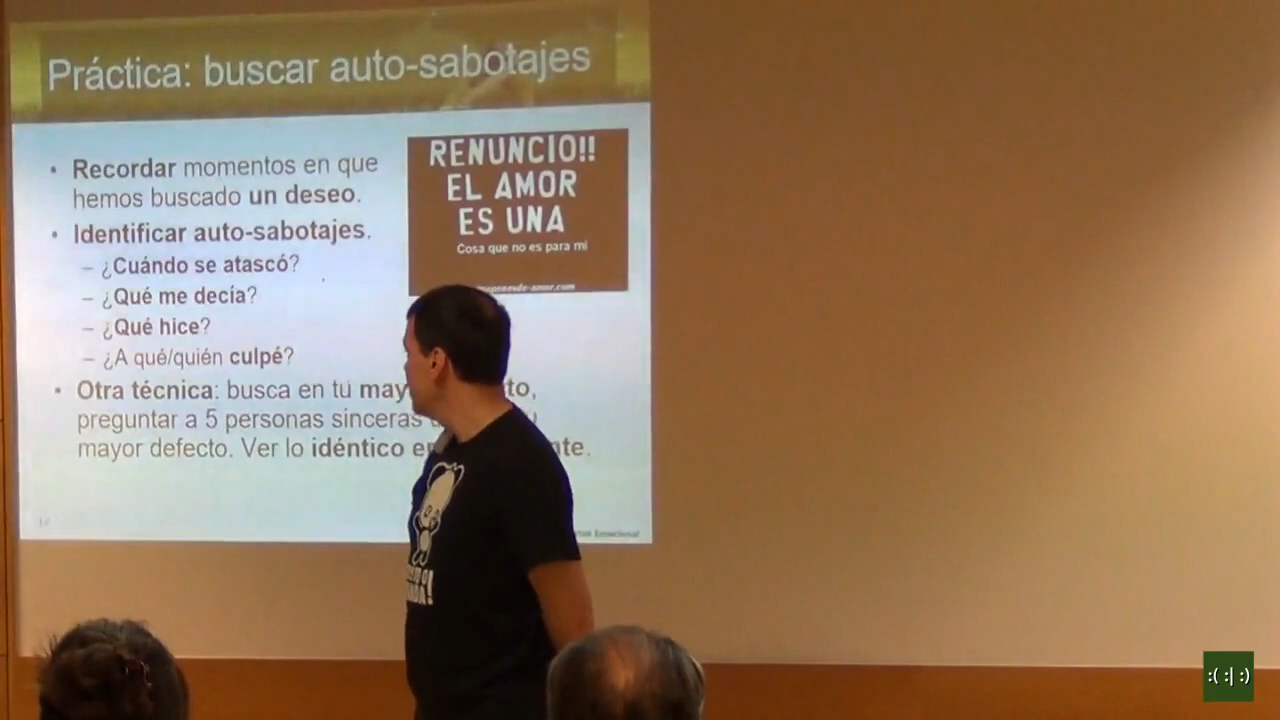 Práctica: buscar auto-sabotajes
• Recordar momentos en que
hemos buscado un deseo.
• Identificar auto-sabotajes.
– ¿Cuándo se atascó?
– ¿Qué me decía?
– ¿Qué hice?
– ¿A qué/quién culpé?
• Otra técnica: busca en tu
preguntar a 5 personas sinceras
mayor defecto. Ver lo idéntico
RENUNCIO!!
EL AMOR
ES UNA
Cosa que no es para mi
Emocional
:( :| :)